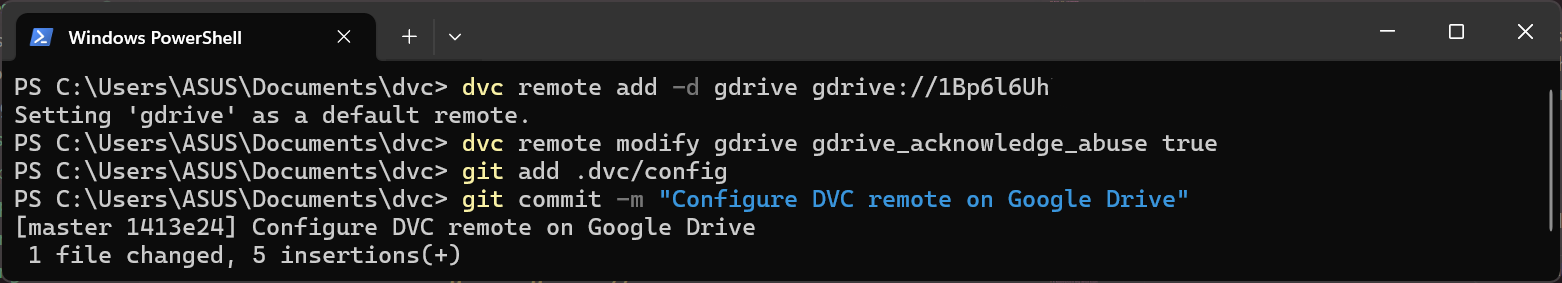 Windows PowerShell
PS C:\Users\ASUS\Documents\dvc> dvc remote add -d gdrive gdrive://1Bp6l6Uh
Setting 'gdrive' as a default remote.
PS C:\Users\ASUS\Documents\dvc> dvc remote modify gdrive gdrive_acknowledge_abuse true
PS C:\Users\ASUS\Documents\dvc> git add .dvc/config
PS C:\Users\ASUS\Documents\dvc> git commit -m "Configure DVC remote on Google Drive"
[master 1413e24] Configure DVC remote on Google Drive
 1 file changed, 5 insertions(+)